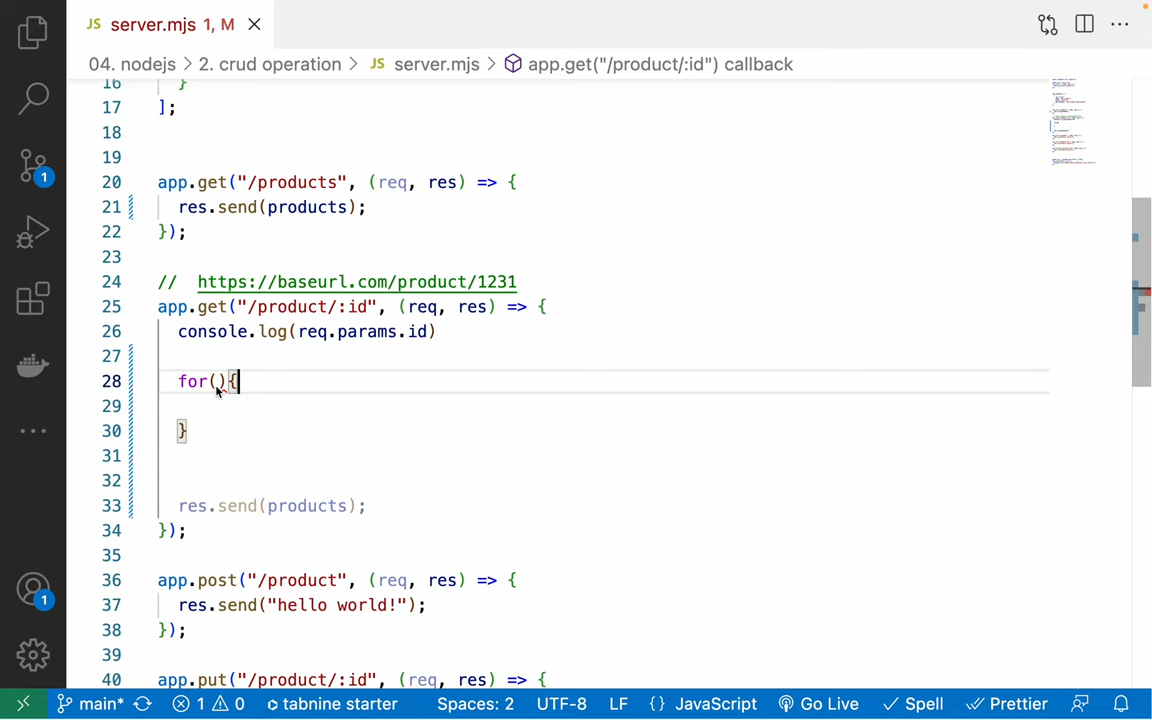 JS server.mjs 1, M
04. nodejs > 2. crud operation > JS server.mjs > app.get("/product/:id") callback
16 }
17 ];
18
19
20 app.get("/products", (req, res) => {
21 res.send(products);
22 });
23
24 // https://baseurl.com/product/1231
25 app.get("/product/:id", (req, res) => {
26 console.log(req.params.id)
27
28 for(){
29
30 }
31
32
33 res.send(products);
34 });
35
36 app.post("/product", (req, res) => {
37 res.send("hello world!");
38 });
39
40 app.put("/product/:id", (req, res) => {
1
1
main* 1 0 tabnine starter Spaces: 2 UTF-8 LF {} JavaScript Go Live Spell Prettier